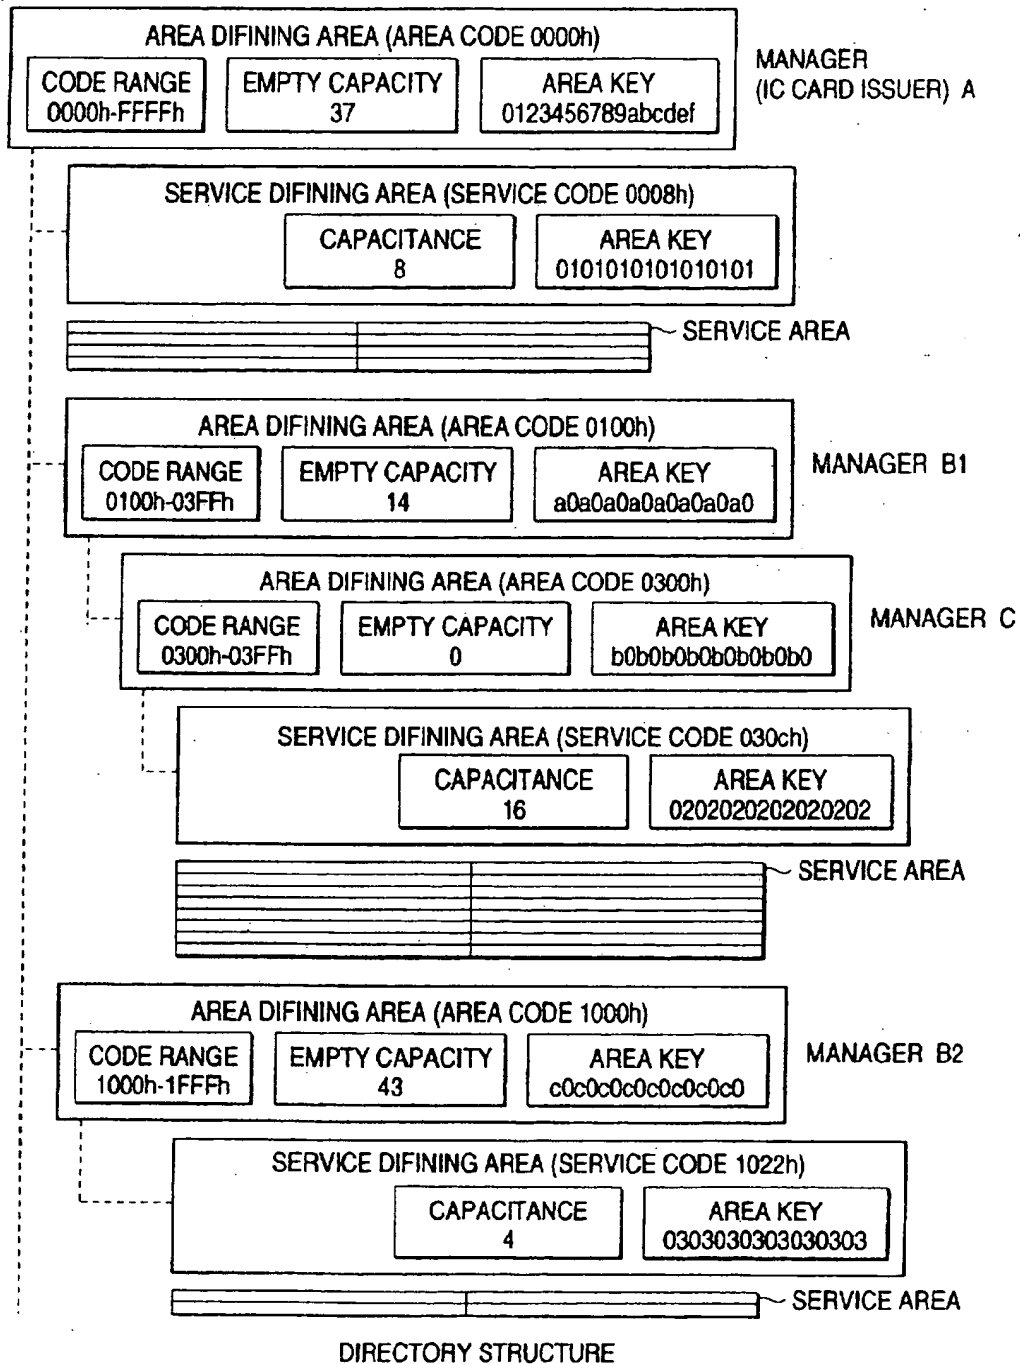 AREA DIFINING AREA (AREA CODE 0000h)
CODE RANGE
0000h-FFFFh
EMPTY CAPACITY
37
AREA KEY
0123456789abcdef
MANAGER
(IC CARD ISSUER) A
SERVICE DIFINING AREA (SERVICE CODE 0008h)
CAPACITANCE
8
AREA KEY
0101010101010101
SERVICE AREA
AREA DIFINING AREA (AREA CODE 0100h)
CODE RANGE
0100h-03FFh
EMPTY CAPACITY
14
AREA KEY
a0a0a0a0a0a0a0a0
MANAGER B1
AREA DIFINING AREA (AREA CODE 0300h)
CODE RANGE
0300h-03FFh
EMPTY CAPACITY
0
AREA KEY
b0b0b0b0b0b0b0b0
MANAGER C
SERVICE DIFINING AREA (SERVICE CODE 030ch)
CAPACITANCE
16
AREA KEY
0202020202020202
SERVICE AREA
AREA DIFINING AREA (AREA CODE 1000h)
CODE RANGE
1000h-1FFFh
EMPTY CAPACITY
43
AREA KEY
c0c0c0c0c0c0c0c0
MANAGER B2
SERVICE DIFINING AREA (SERVICE CODE 1022h)
CAPACITANCE
4
AREA KEY
0303030303030303
SERVICE AREA
DIRECTORY STRUCTURE